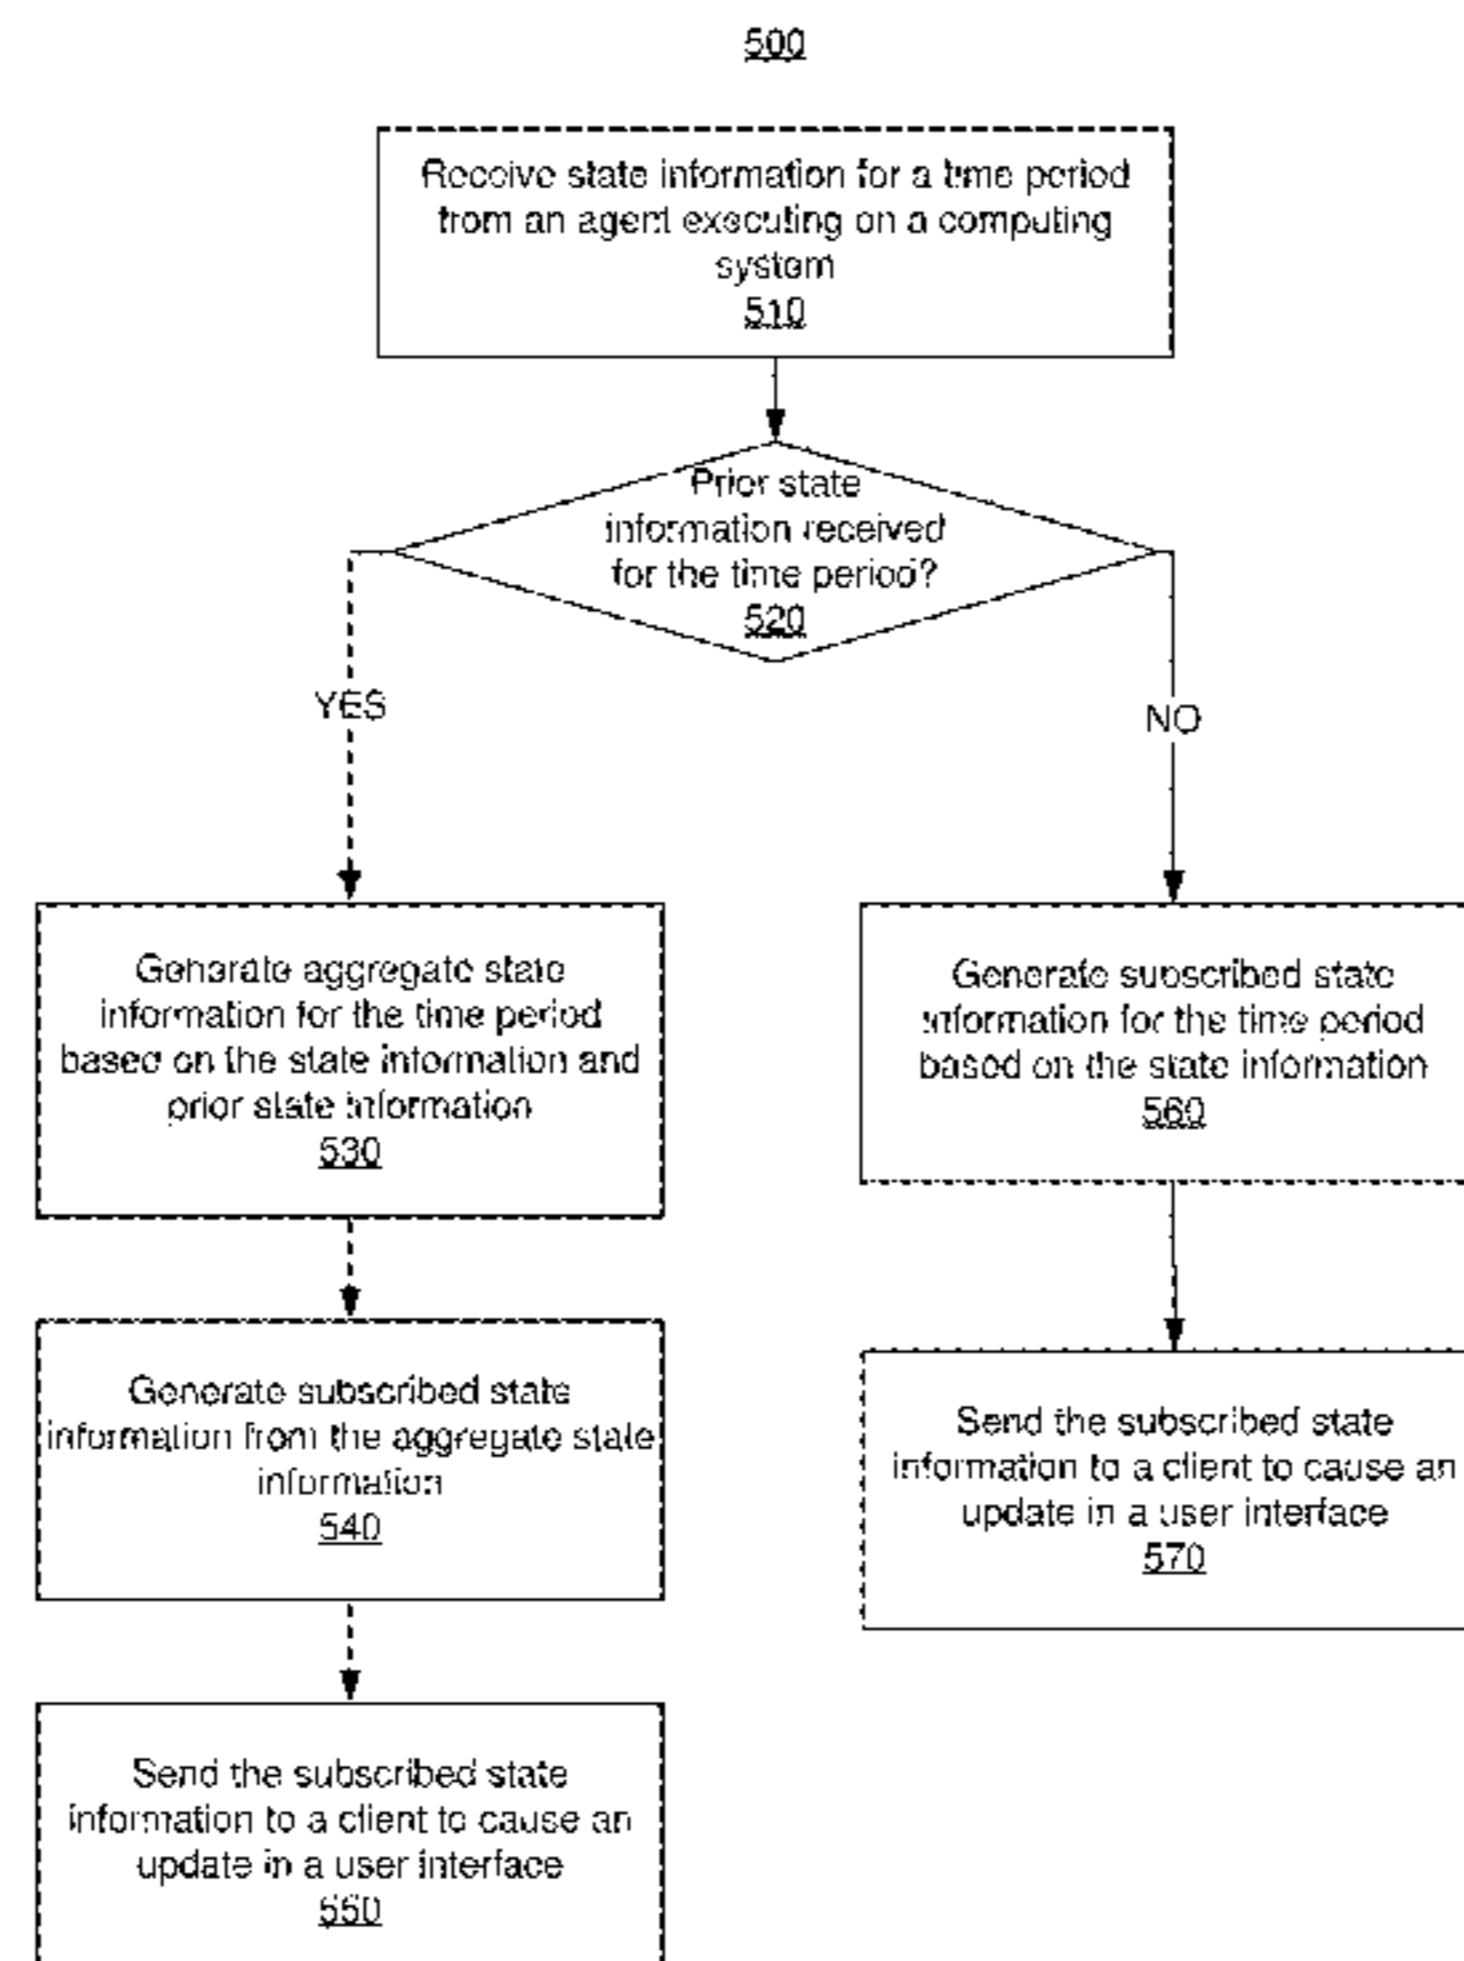 500
Receive state information for a time period
from an agent executing on a computing
system
510
Prior state
information received
for the time period?
520
YES
NO
Generate aggregate state
information for the time period
based on the state information and
prior state information
530
Generate subscribed state
information from the aggregate state
information
540
Send the subscribed state
information to a client to cause an
update in a user interface
550
Generate subscribed state
information for the time period
based on the state information
560
Send the subscribed state
information to a client to cause an
update in a user interface
570